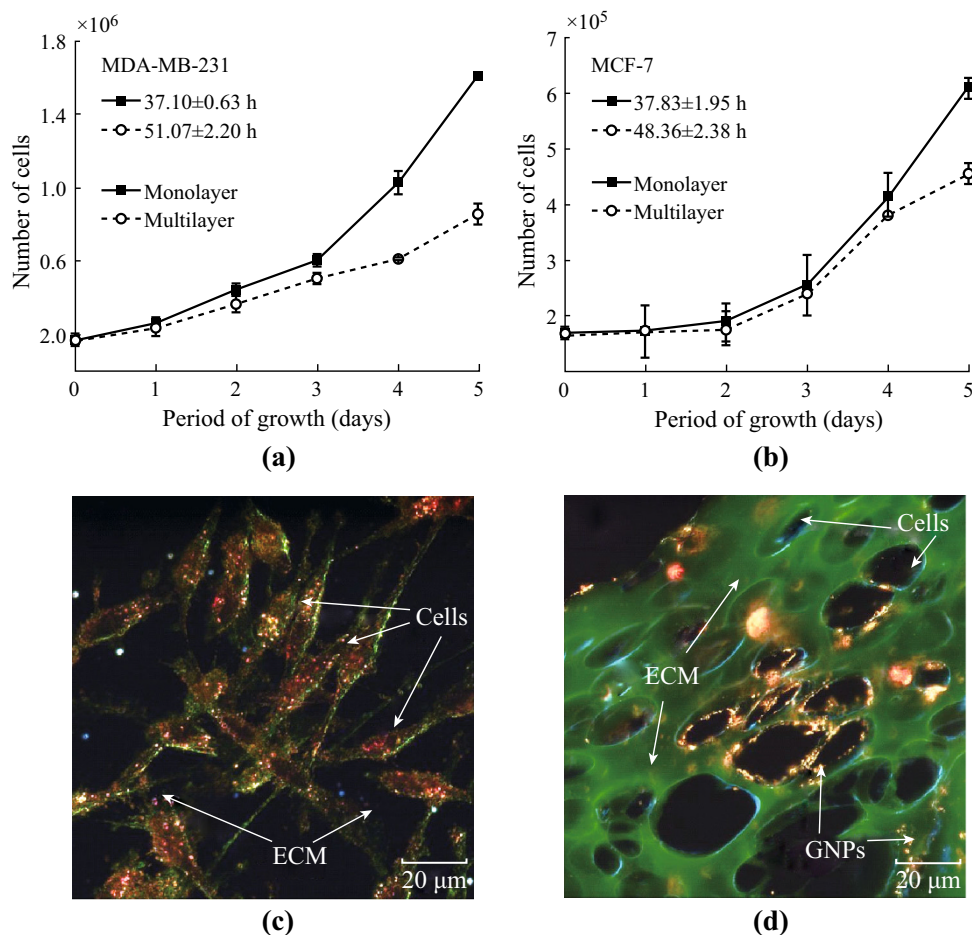 ×10⁶
MDA-MB-231
37.10±0.63 h
51.07±2.20 h
Monolayer
Multilayer
Number of cells
1.8
1.4
1.0
0.6
2.0
0 1 2 3 4 5
Period of growth (days)
(a)
×10⁵
MCF-7
37.83±1.95 h
48.36±2.38 h
Monolayer
Multilayer
Number of cells
7
6
5
4
3
2
0 1 2 3 4 5
Period of growth (days)
(b)
Cells
ECM
20 μm
(c)
Cells
ECM
GNPs
20 μm
(d)